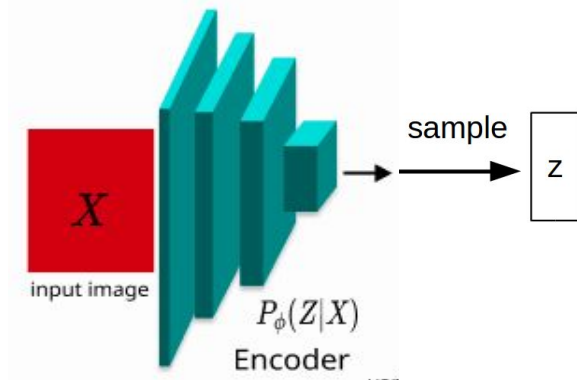 X
input image
P_ϕ(Z|X)
Encoder
sample
z